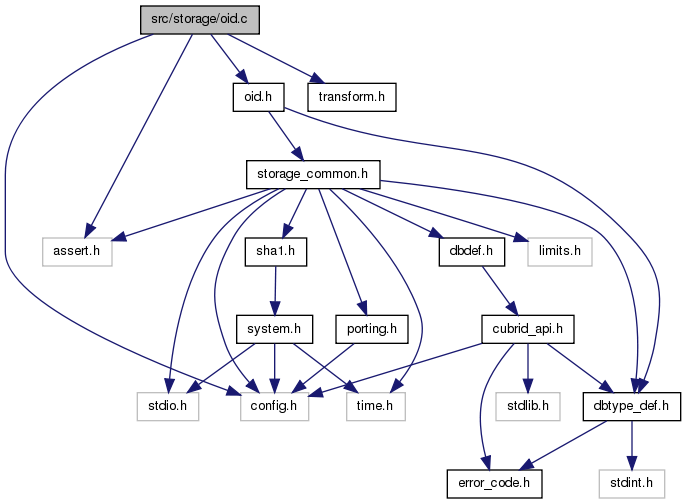 src/storage/oid.c
oid.h
transform.h
storage_common.h
assert.h
sha1.h
dbdef.h
limits.h
system.h
porting.h
cubrid_api.h
stdio.h
config.h
time.h
stdlib.h
dbtype_def.h
error_code.h
stdint.h